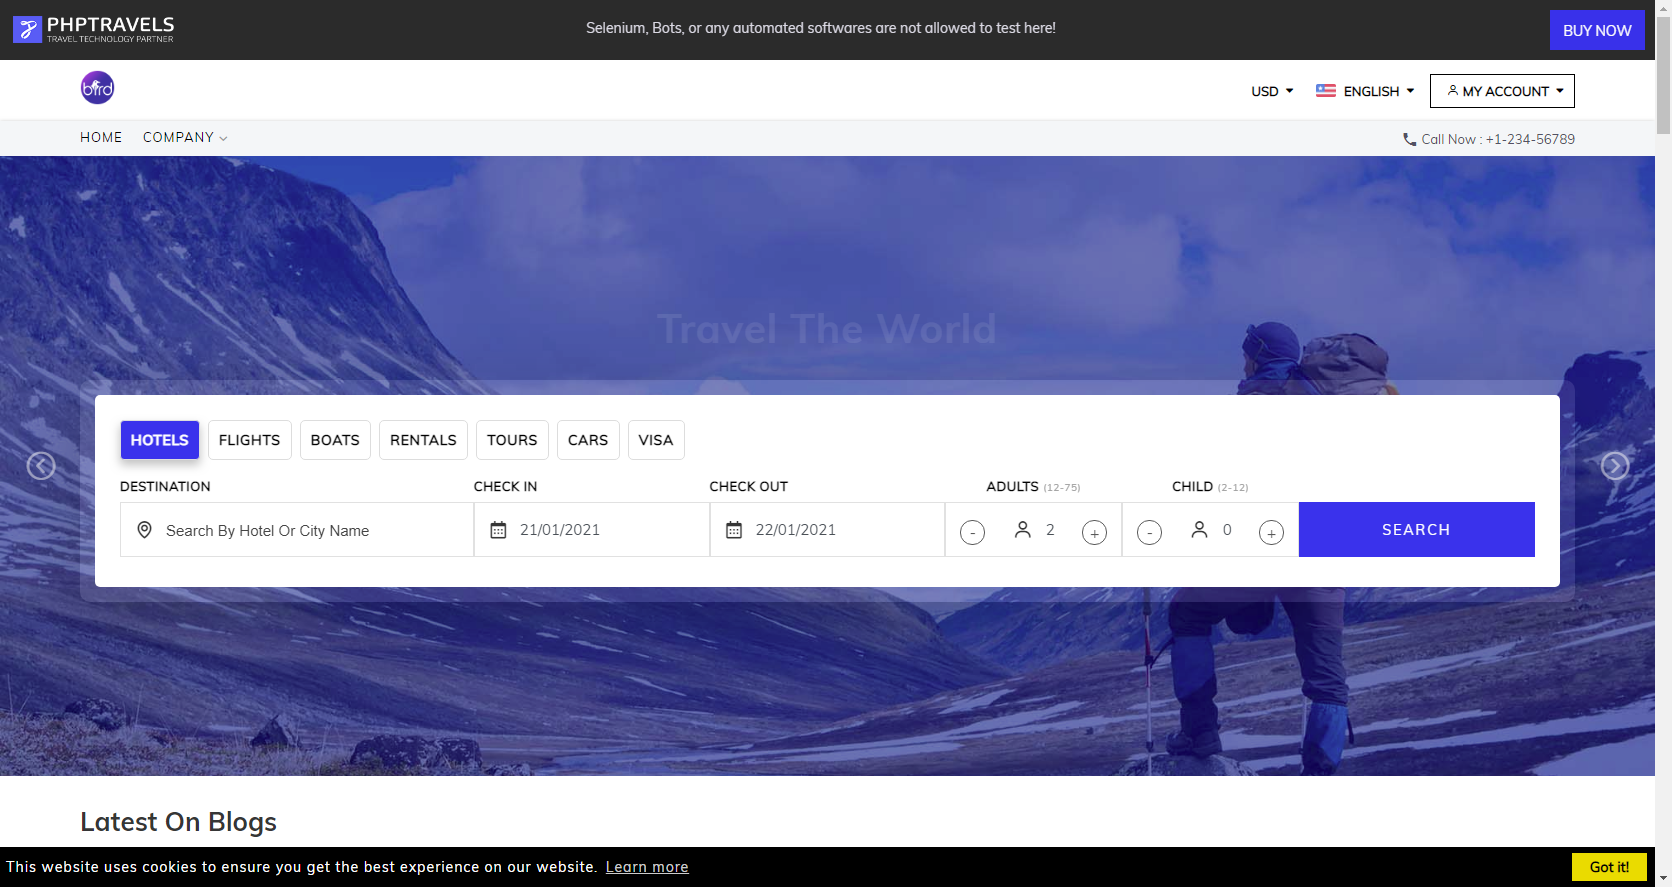 PHPTRAVELS
TRAVEL TECHNOLOGY PARTNER
Selenium, Bots, or any automated softwares are not allowed to test here!
BUY NOW
bird
USD
ENGLISH
MY ACCOUNT
HOME COMPANY
Call Now : +1-234-56789
Travel The World
HOTELS FLIGHTS BOATS RENTALS TOURS CARS VISA
DESTINATION CHECK IN CHECK OUT ADULTS (12-75) CHILD (2-12)
Search By Hotel Or City Name 21/01/2021 22/01/2021 - 2 + - 0 + SEARCH
Latest On Blogs
This website uses cookies to ensure you get the best experience on our website. Learn more
Got it!